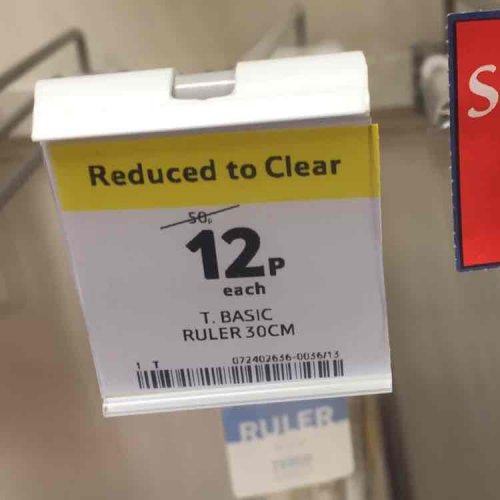 Reduced to Clear
50p
12P
each
T. BASIC
RULER 30CM
1 T 072402636-0036/13
S
RULER